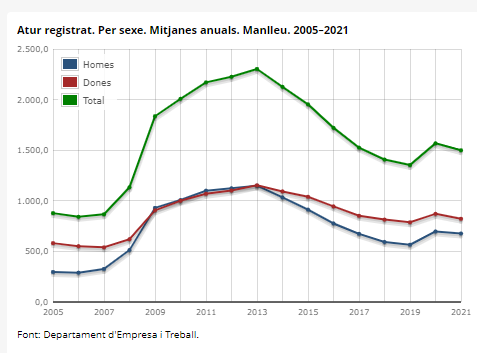 Atur registrat. Per sexe. Mitjanes anuals. Manlleu. 2005–2021
2.500,0
Homes
Dones
Total
2.000,0
1.500,0
1.000,0
500,0
0,0
2005 2007 2009 2011 2013 2015 2017 2019 2021
Font: Departament d'Empresa i Treball.